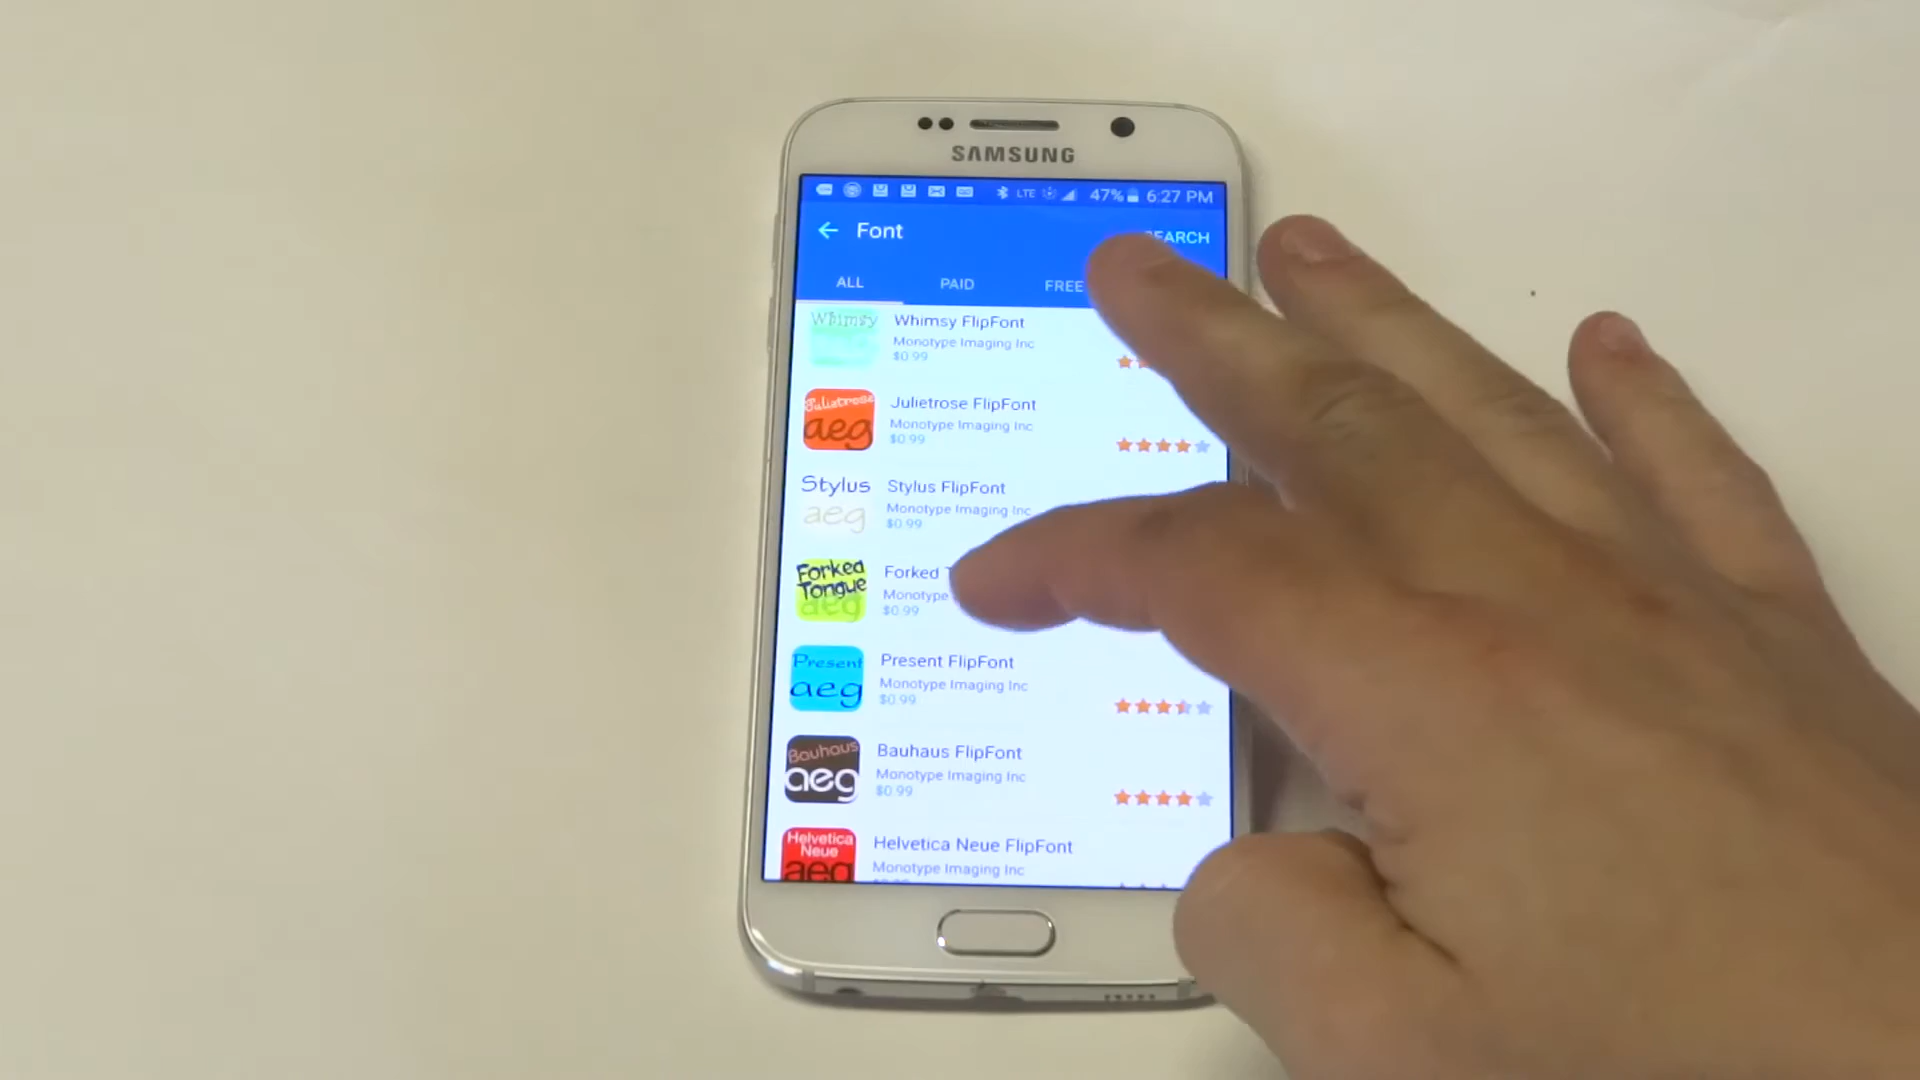 SAMSUNG
LTE 47% 6:27 PM
Font
EARCH
ALL PAID FREE
Whimsy
Whimsy FlipFont
Monotype Imaging Inc
$0.99
Julietrose
aeg
Julietrose FlipFont
Monotype Imaging Inc
$0.99
Stylus
aeg
Stylus FlipFont
Monotype Imaging Inc
$0.99
Forked
Tongue
aeg
Forked
Monotype
$0.99
Present
aeg
Present FlipFont
Monotype Imaging Inc
$0.99
Bauhaus
aeg
Bauhaus FlipFont
Monotype Imaging Inc
$0.99
Helvetica
Neue
aeg
Helvetica Neue FlipFont
Monotype Imaging Inc